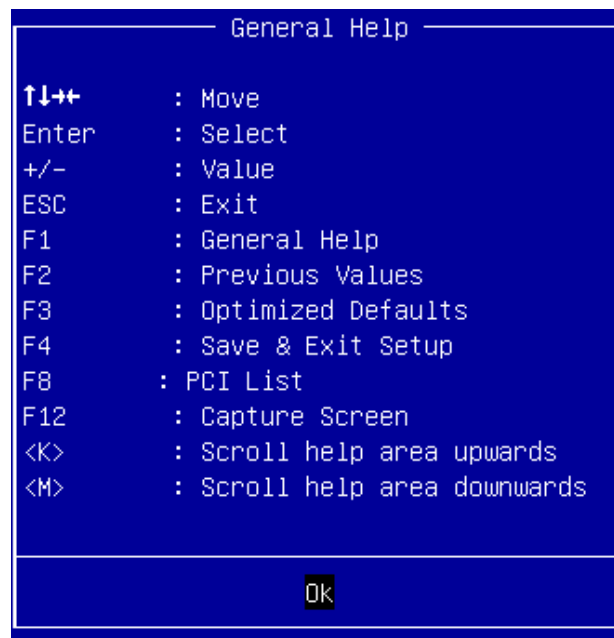 General Help
↑↓→← : Move
Enter : Select
+/- : Value
ESC : Exit
F1 : General Help
F2 : Previous Values
F3 : Optimized Defaults
F4 : Save & Exit Setup
F8 : PCI List
F12 : Capture Screen
<K> : Scroll help area upwards
<M> : Scroll help area downwards
Ok